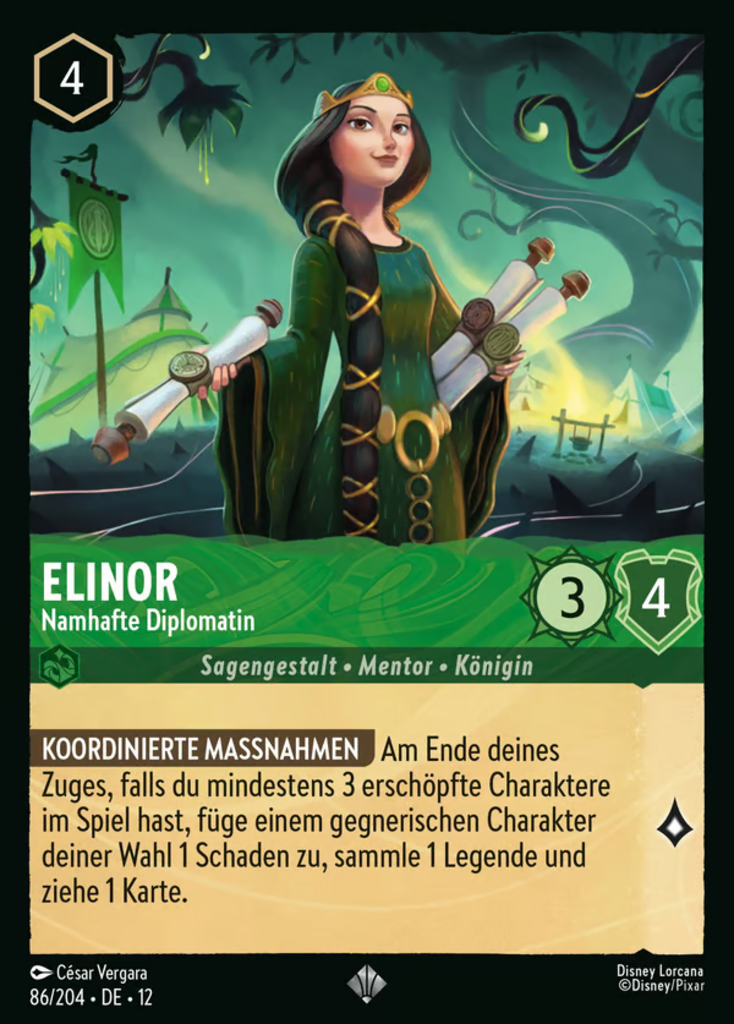 4
ELINOR
Namhafte Diplomatin
3
4
Sagengestalt • Mentor • Königin
KOORDINIERTE MASSNAHMEN Am Ende deines
Zuges, falls du mindestens 3 erschöpfte Charaktere
im Spiel hast, füge einem gegnerischen Charakter
deiner Wahl 1 Schaden zu, sammle 1 Legende und
ziehe 1 Karte.
César Vergara
86/204 • DE • 12
Disney Lorcana
©Disney/Pixar